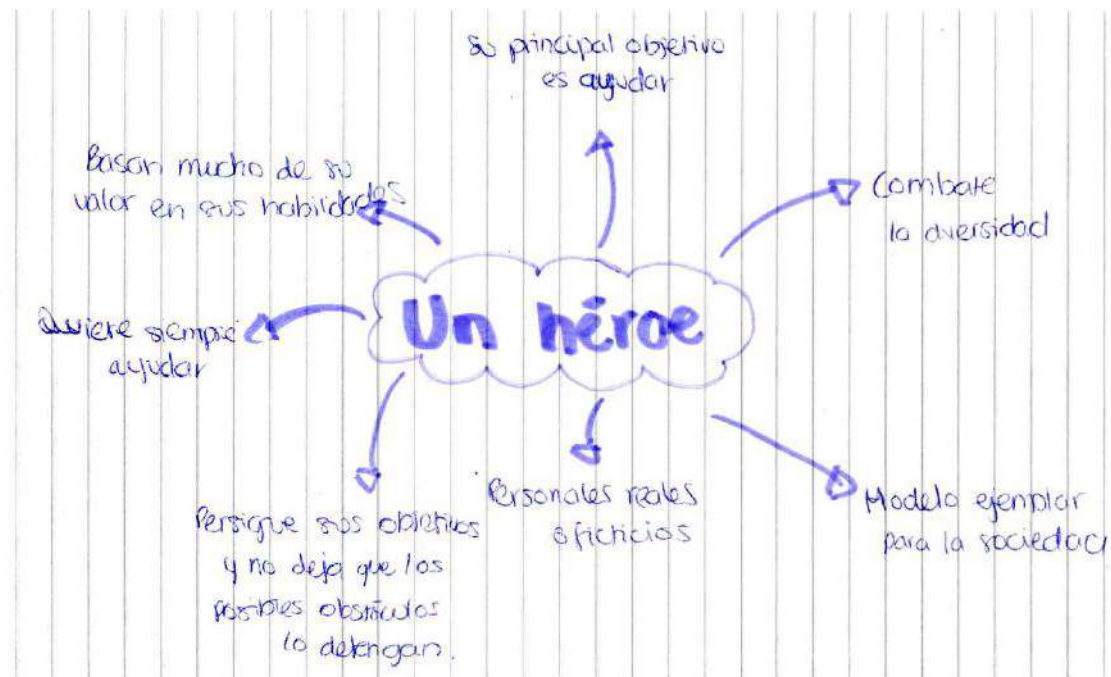 Su principal objetivo
es ayudar
Basan mucho de su
valor en sus habilidades
Combate
la aversidad
Un héroe
Quiere siempre
ayudar
Persigue sus objetivos
y no deja que los
posibles obstáculos
lo detengan.
Personales reales
o ficticios
Modelo ejemplar
para la sociedad